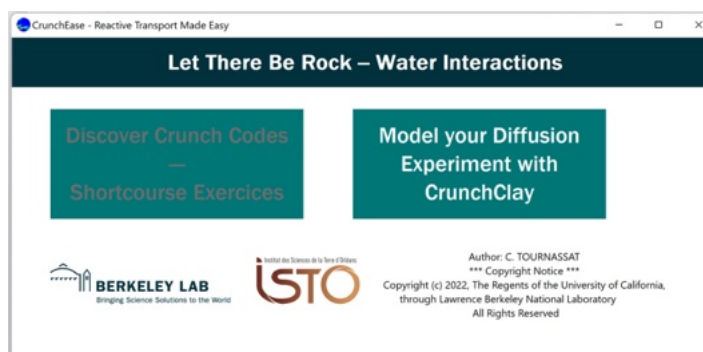 CrunchEase - Reactive Transport Made Easy
Let There Be Rock – Water Interactions
Discover Crunch Codes
—
Shortcourse Exercices
Model your Diffusion
Experiment with
CrunchClay
BERKELEY LAB
Bringing Science Solutions to the World
Institut des Sciences de la Terre d'Orléans
isto
Author: C. TOURNASSAT
*** Copyright Notice ***
Copyright (c) 2022, The Regents of the University of California,
through Lawrence Berkeley National Laboratory
All Rights Reserved